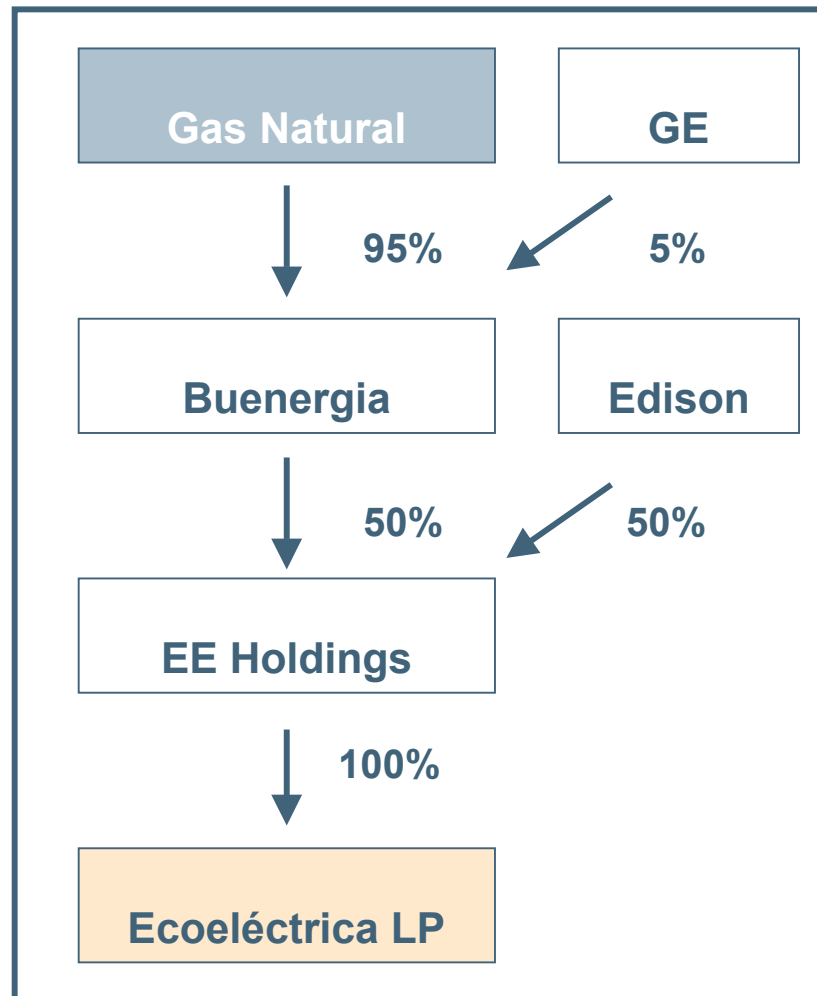 Gas Natural
GE
95%
5%
Buenergia
Edison
50%
50%
EE Holdings
100%
Ecoeléctrica LP